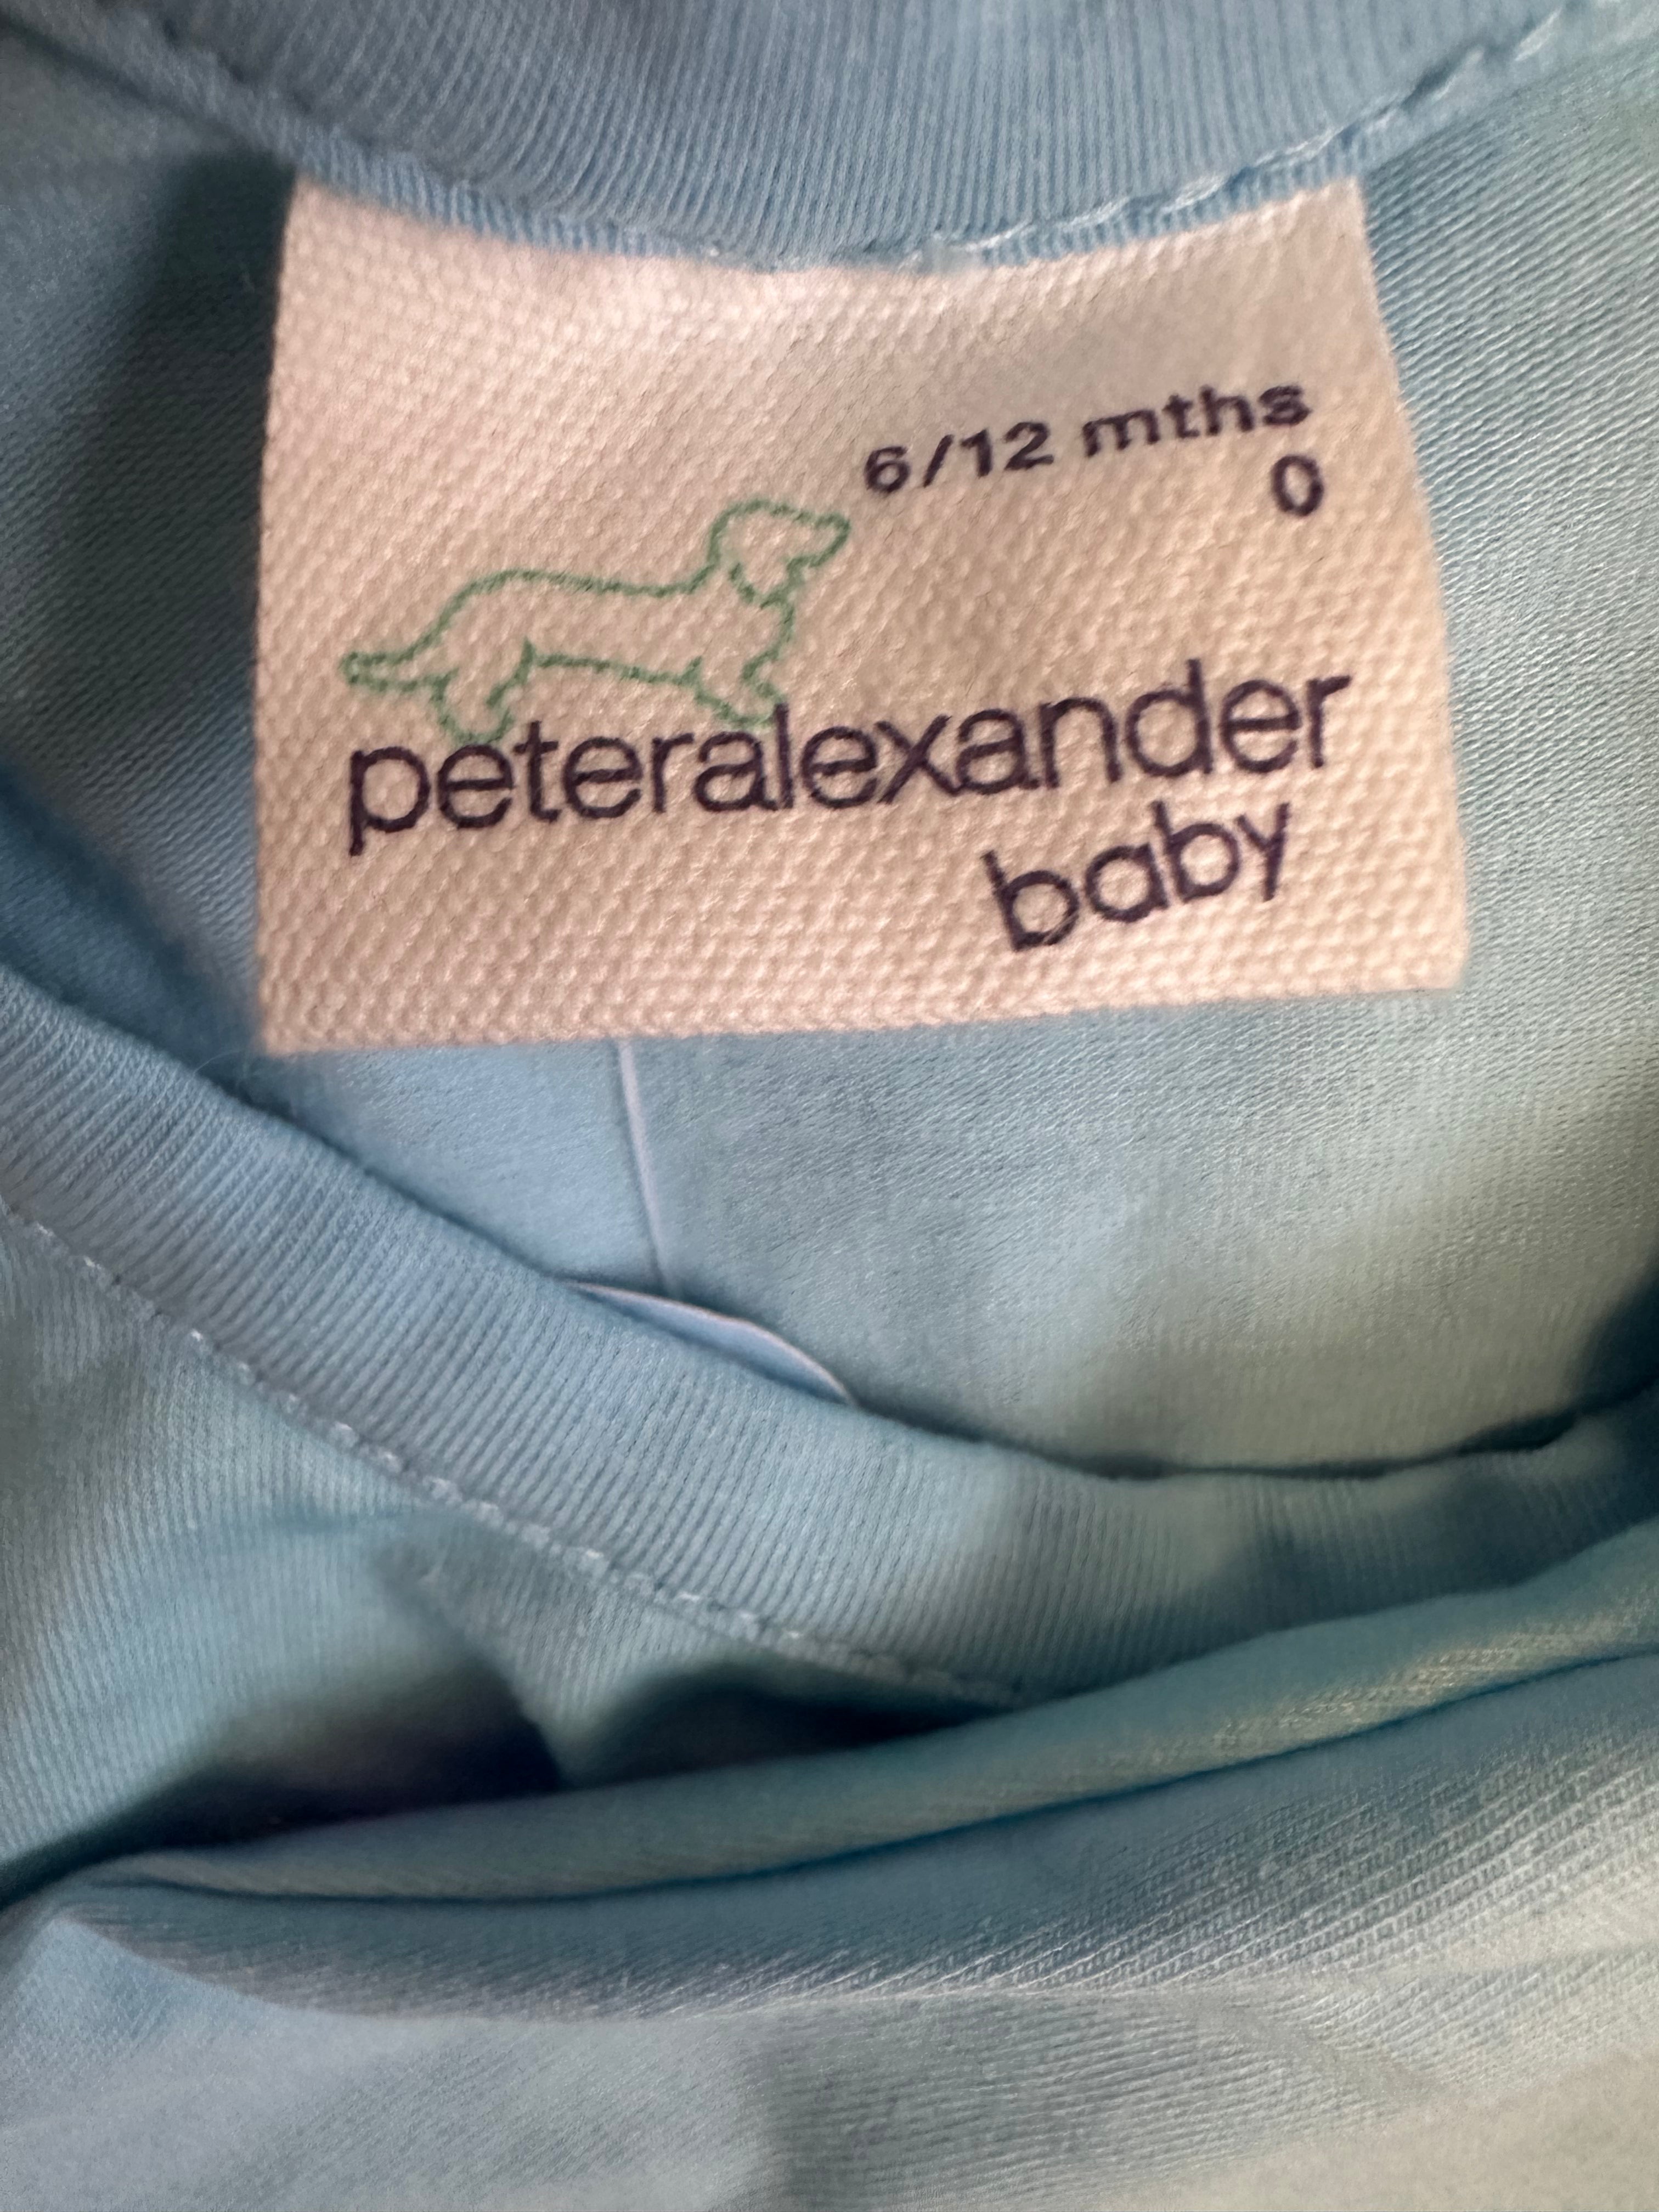 6/12 mths
0
peteralexander
baby